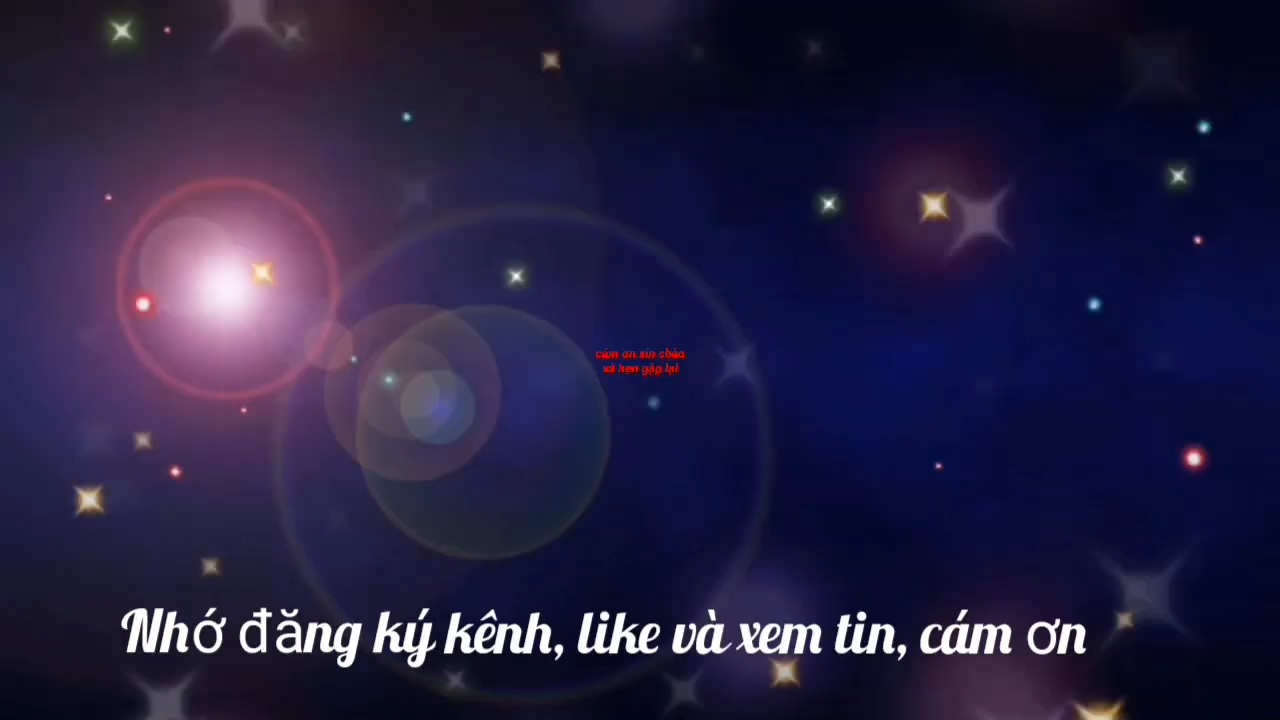 cám ơn xin chào
và hẹn gặp lại
Nhớ đăng ký kênh, like và xem tin, cám ơn